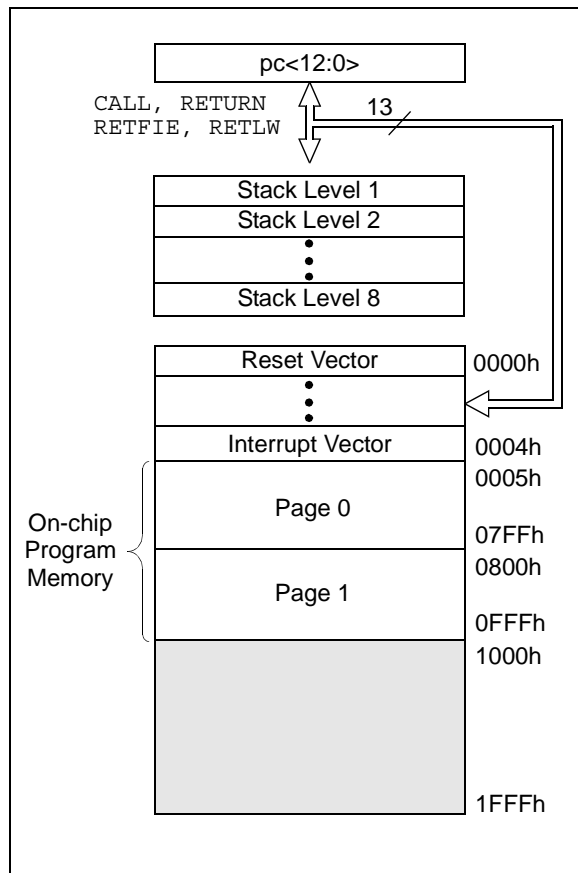 pc<12:0>
CALL, RETURN
RETFIE, RETLW
13
Stack Level 1
Stack Level 2
Stack Level 8
Reset Vector
0000h
Interrupt Vector
0004h
0005h
On-chip
Program
Memory
Page 0
07FFh
0800h
Page 1
0FFFh
1000h
1FFFh